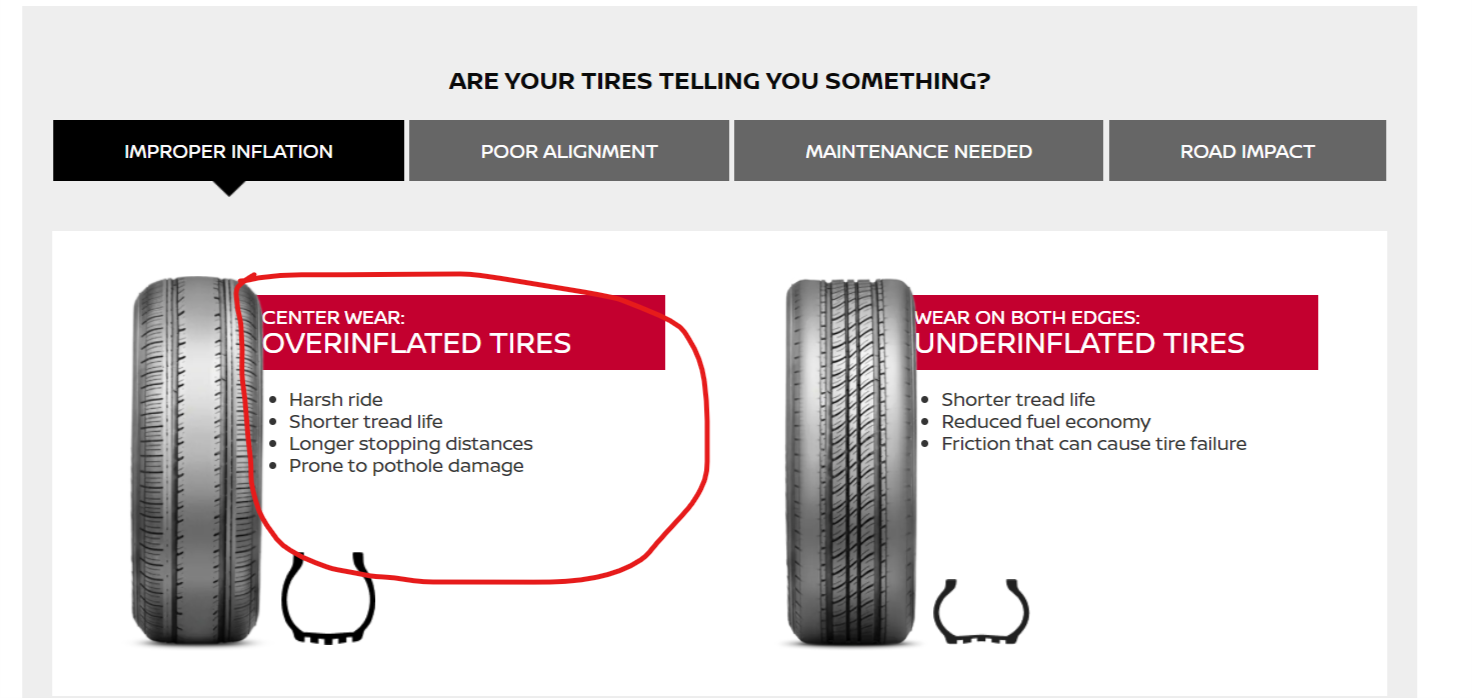 ARE YOUR TIRES TELLING YOU SOMETHING?
IMPROPER INFLATION
POOR ALIGNMENT
MAINTENANCE NEEDED
ROAD IMPACT
CENTER WEAR:
OVERINFLATED TIRES
• Harsh ride
• Shorter tread life
• Longer stopping distances
• Prone to pothole damage
WEAR ON BOTH EDGES:
UNDERINFLATED TIRES
• Shorter tread life
• Reduced fuel economy
• Friction that can cause tire failure